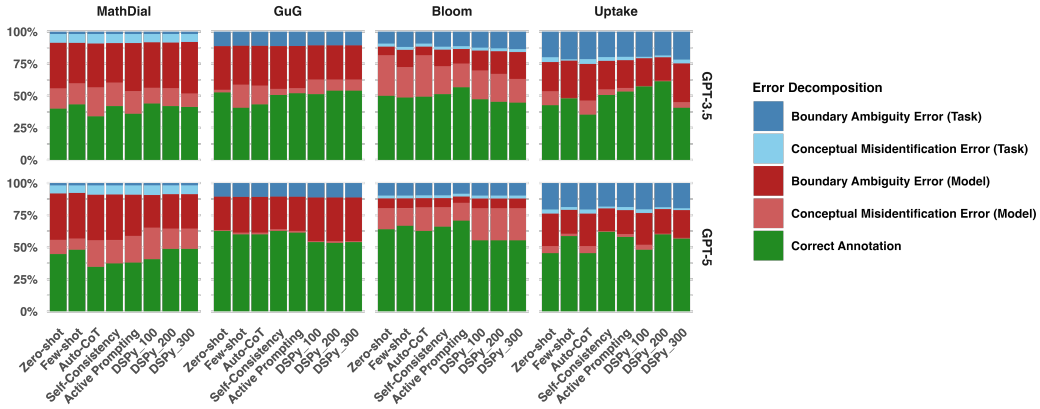 MathDial GuG Bloom Uptake
100%
75%
50%
25%
0%
GPT-3.5
100%
75%
50%
25%
0%
GPT-5
Zero-shot Few-shot Auto-CoT Self-Consistency Active Prompting DSPy_100 DSPy_200 DSPy_300
Zero-shot Few-shot Auto-CoT Self-Consistency Active Prompting DSPy_100 DSPy_200 DSPy_300
Zero-shot Few-shot Auto-CoT Self-Consistency Active Prompting DSPy_100 DSPy_200 DSPy_300
Zero-shot Few-shot Auto-CoT Self-Consistency Active Prompting DSPy_100 DSPy_200 DSPy_300
Error Decomposition
Boundary Ambiguity Error (Task)
Conceptual Misidentification Error (Task)
Boundary Ambiguity Error (Model)
Conceptual Misidentification Error (Model)
Correct Annotation